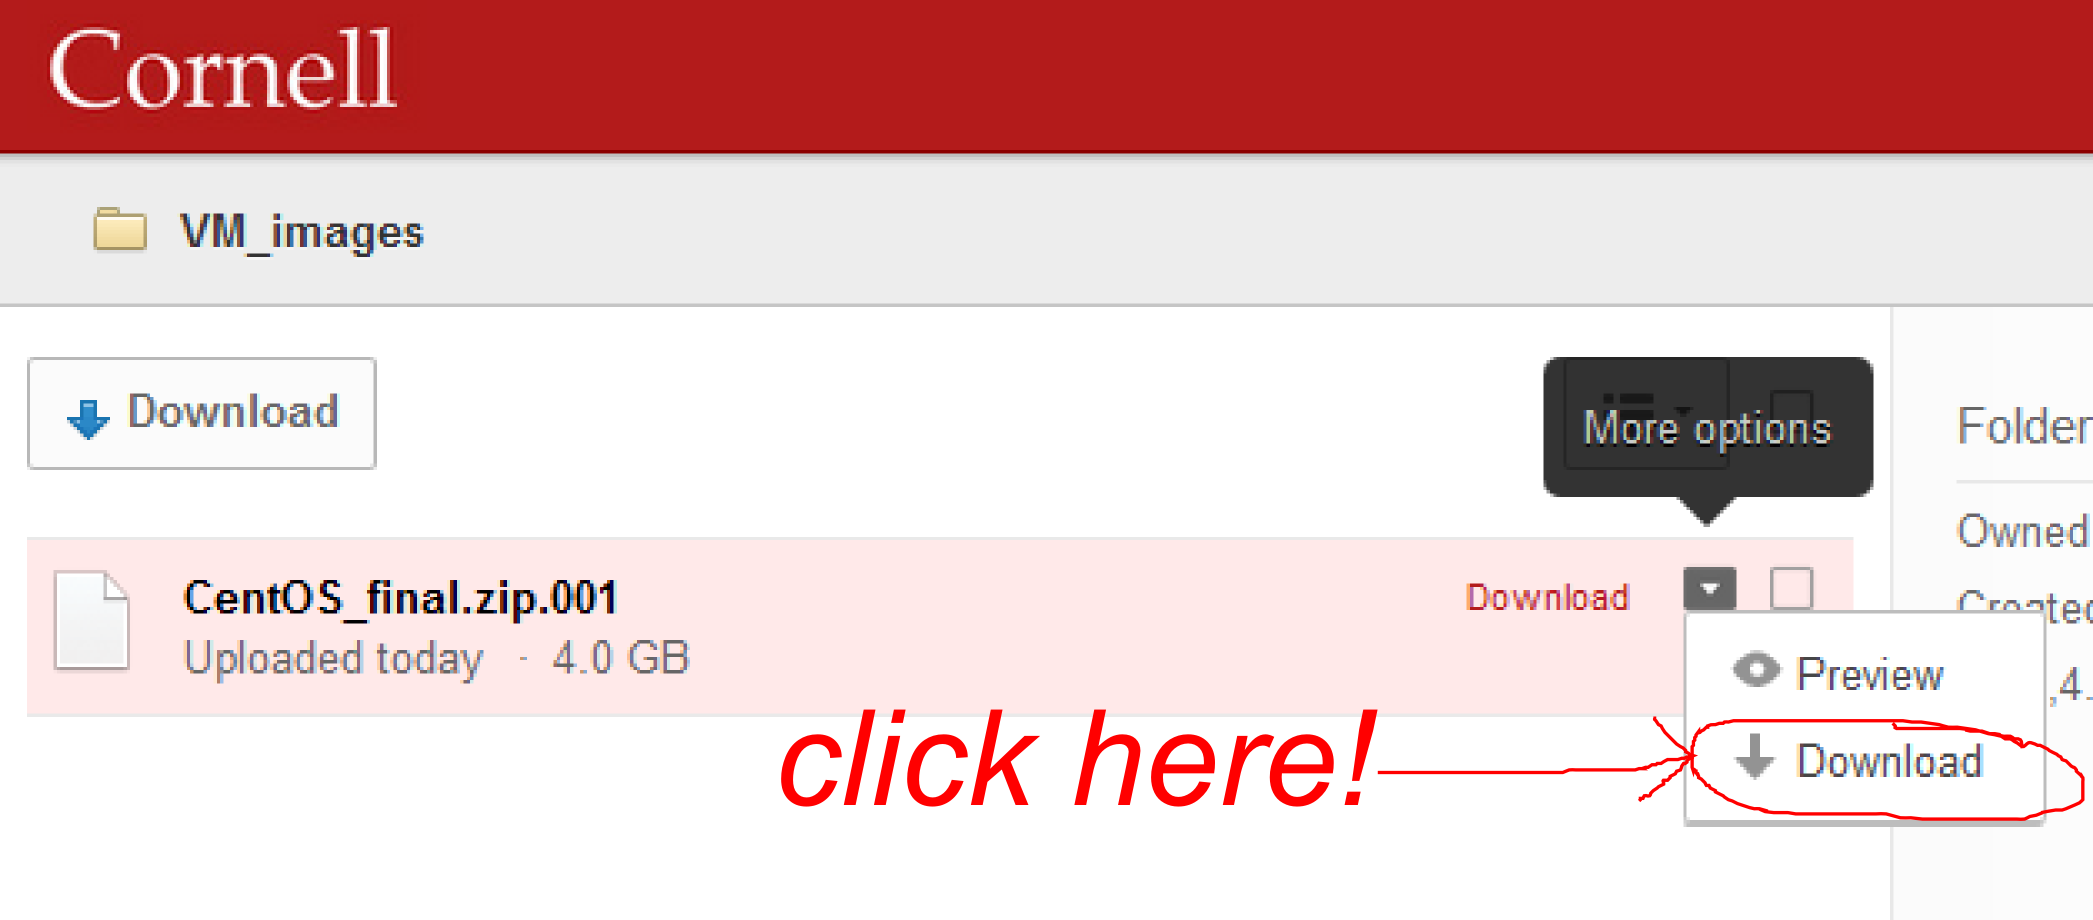 Cornell
VM_images
Download
More options
Folder
Owned
CentOS_final.zip.001
Download
Created
Uploaded today · 4.0 GB
Preview
,4.
click here!
Download